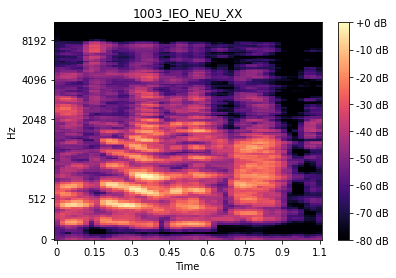 1003_IEO_NEU_XX
8192
4096
2048
1024
512
0
Hz
0 0.15 0.3 0.45 0.6 0.75 0.9 1.1
Time
+0 dB
-10 dB
-20 dB
-30 dB
-40 dB
-50 dB
-60 dB
-70 dB
-80 dB